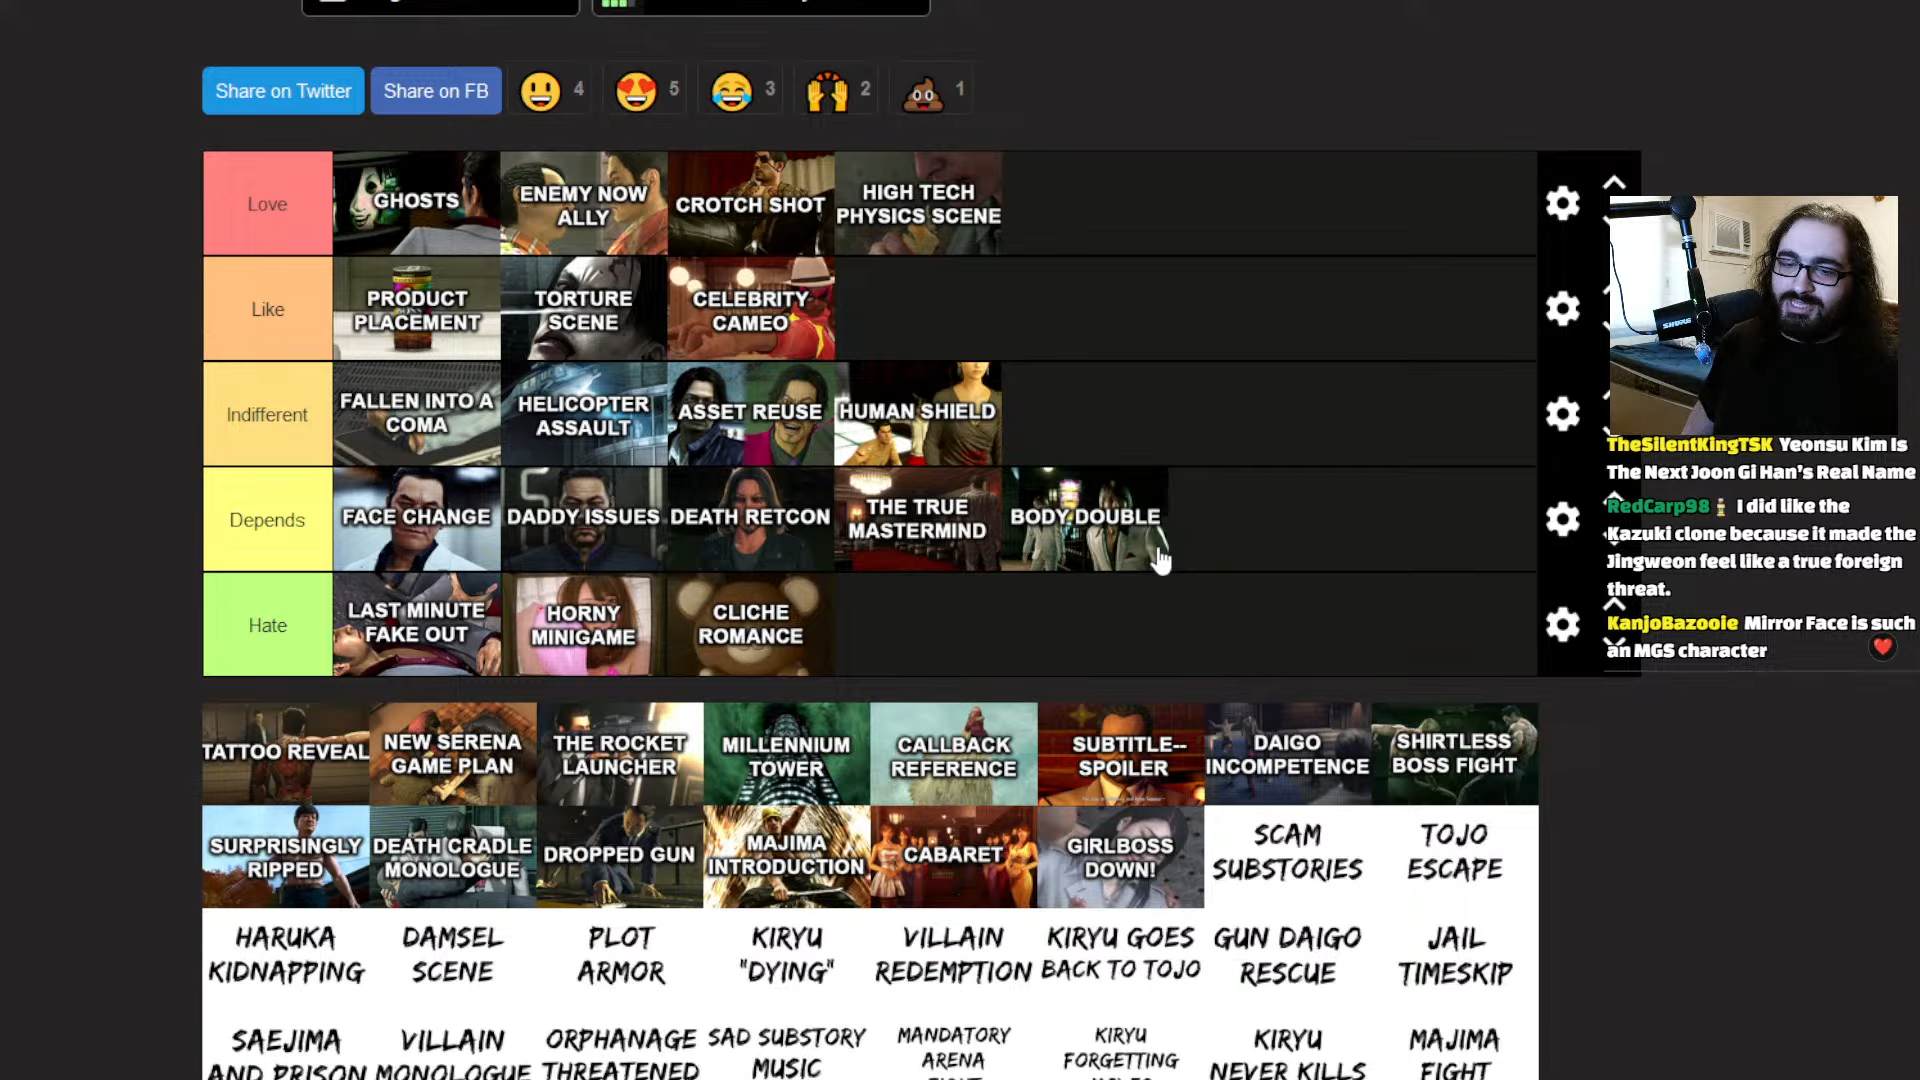 Share on Twitter
Share on FB
4
5
3
2
1
Love
GHOSTS
ENEMY NOW
ALLY
CROTCH SHOT
HIGH TECH
PHYSICS SCENE
Like
PRODUCT
PLACEMENT
TORTURE
SCENE
CELEBRITY
CAMEO
Indifferent
FALLEN INTO A
COMA
HELICOPTER
ASSAULT
ASSET REUSE
HUMAN SHIELD
Depends
FACE CHANGE
DADDY ISSUES
DEATH RETCON
THE TRUE
MASTERMIND
BODY DOUBLE
Hate
LAST MINUTE
FAKE OUT
HORNY
MINIGAME
CLICHE
ROMANCE
SHURE
TheSilentKingTSK Yeonsu Kim Is
The Next Joon Gi Han's Real Name
RedCarp98 I did like the
Kazuki clone because it made the
Jingweon feel like a true foreign
threat.
KanjoBazooie Mirror Face is such
an MGS character
TATTOO REVEAL
NEW SERENA
GAME PLAN
THE ROCKET
LAUNCHER
MILLENNIUM
TOWER
CALLBACK
REFERENCE
SUBTITLE--
SPOILER
DAIGO
INCOMPETENCE
SHIRTLESS
BOSS FIGHT
SURPRISINGLY
RIPPED
DEATH CRADLE
MONOLOGUE
DROPPED GUN
MAJIMA
INTRODUCTION
CABARET
GIRLBOSS
DOWN!
SCAM
SUBSTORIES
TOJO
ESCAPE
HARUKA
KIDNAPPING
DAMSEL
SCENE
PLOT
ARMOR
KIRYU
"DYING"
VILLAIN
REDEMPTION
KIRYU GOES
BACK TO TOJO
GUN DAIGO
RESCUE
JAIL
TIMESKIP
SAEJIMA
AND PRISON
VILLAIN
MONOLOGUE
ORPHANAGE
THREATENED
SAD SUBSTORY
MUSIC
MANDATORY
ARENA
KIRYU
FORGETTING
KIRYU
NEVER KILLS
MAJIMA
FIGHT